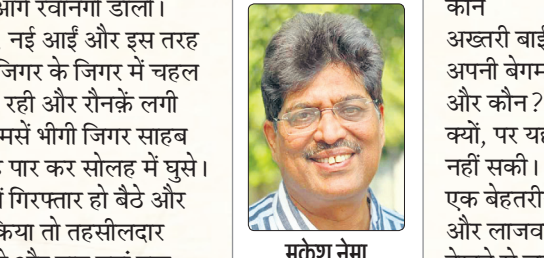 आगे रवानगी डाली।
नई आईं और इस तरह
जिगर के जिगर में चहल
रही और रौनक़ें लगी
मसें भीगी जिगर साहब
पार कर सोलह में घुसे।
गिरफ्तार हो बैठे और
किया तो तहसीलदार
मुकेश नेमा
कौन
अख्तरी बाई
अपनी बेगम
और कौन?
क्यों, पर यह
नहीं सकी।
एक बेहतरी
और लाजवा